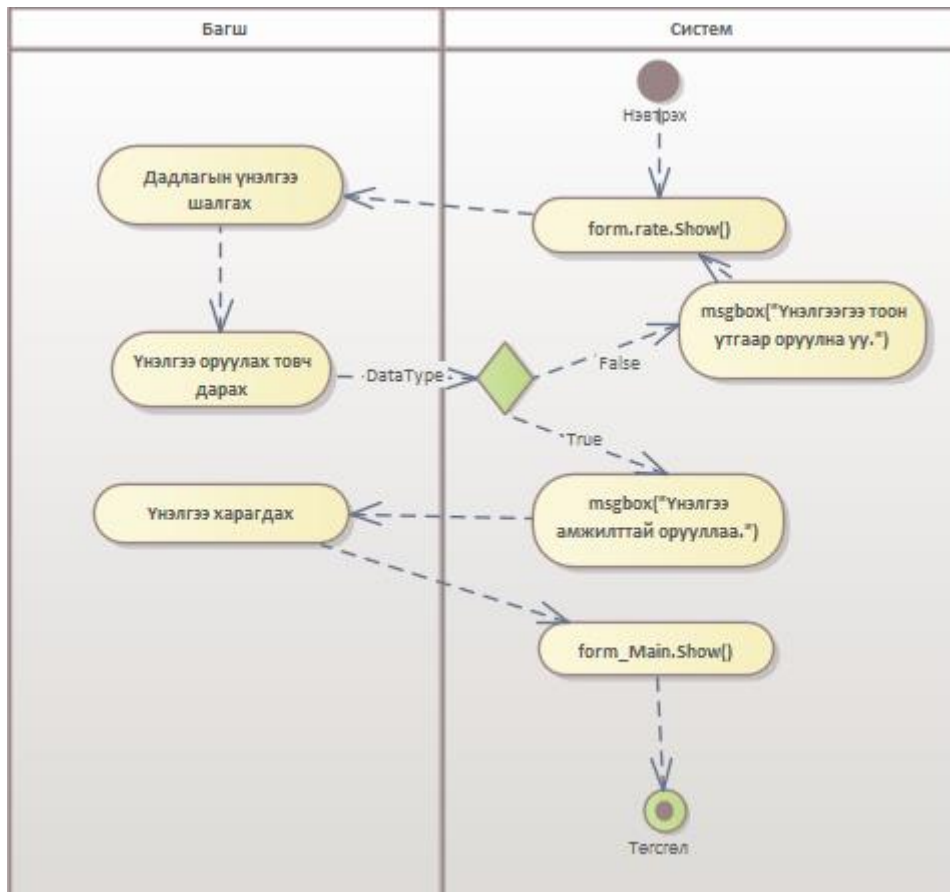 Багш
Систем
Нэвтрэх
Дадлагын үнэлгээ
шалгах
form.rate.Show()
msgbox("Үнэлгээгээ тоон
утгаар оруулна уу.")
Үнэлгээ оруулах товч
дарах
DataType
False
True
Үнэлгээ харагдах
msgbox("Үнэлгээ
амжилттай орууллаа.")
form_Main.Show()
Төгсгөл